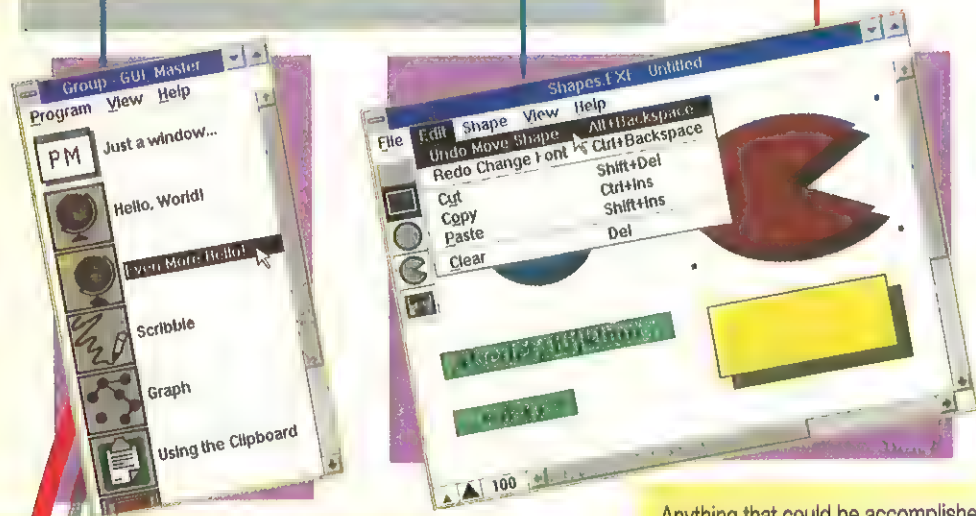 Group - GUI_Master
Program View Help
PM
Just a window...
Hello, World!
Even More Hello!
Scribble
Graph
Using the Clipboard
Shapes.EXE Untitled
File Edit Shape View Help
Undo Move Shape Alt+Backspace
Redo Change Font Ctrl+Backspace
Cut Shift+Del
Copy Ctrl+Ins
Paste Shift+Ins
Clear Del
100
Anything that could be accomplishe